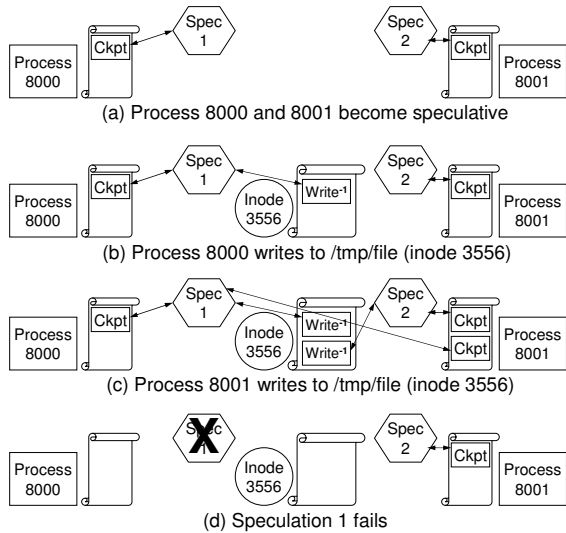 Process
8000
Ckpt
Spec
1
Spec
2
Ckpt
Process
8001
(a) Process 8000 and 8001 become speculative
Process
8000
Ckpt
Spec
1
Inode
3556
Write-1
Spec
2
Ckpt
Process
8001
(b) Process 8000 writes to /tmp/file (inode 3556)
Process
8000
Ckpt
Spec
1
Inode
3556
Write-1
Write-1
Spec
2
Ckpt
Ckpt
Process
8001
(c) Process 8001 writes to /tmp/file (inode 3556)
Process
8000
Spec
1
X
Inode
3556
Spec
2
Ckpt
Process
8001
(d) Speculation 1 fails